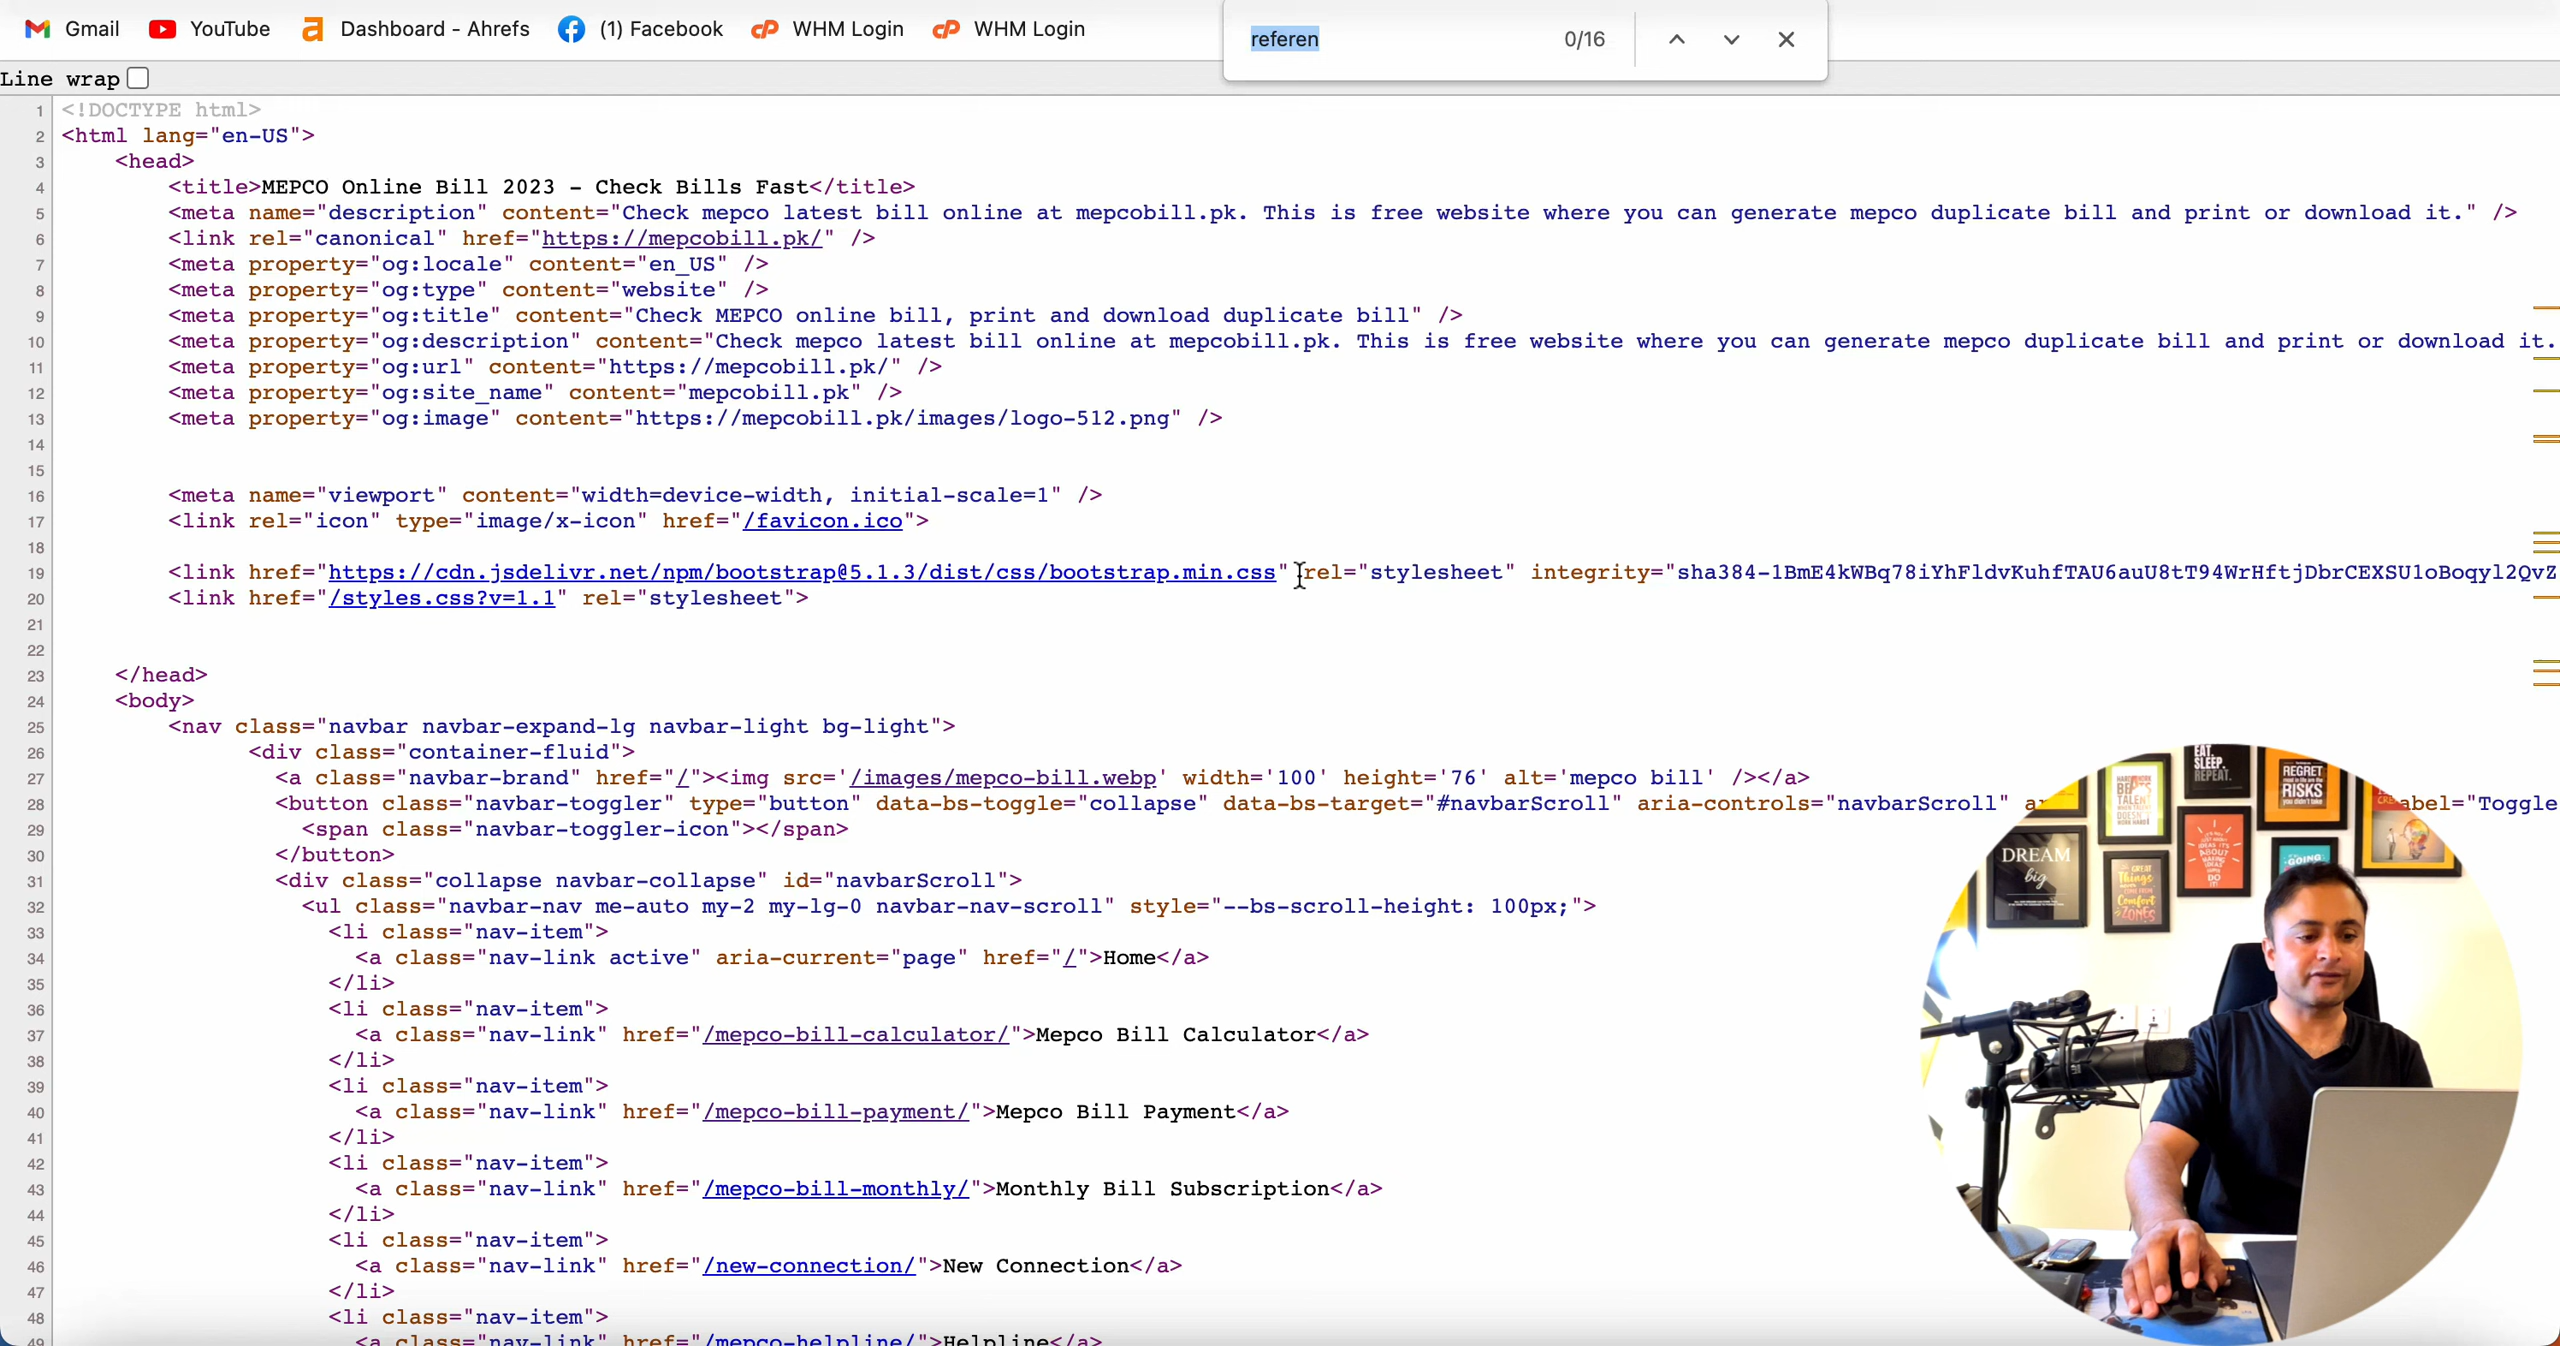 Gmail YouTube Dashboard - Ahrefs (1) Facebook WHM Login WHM Login
referen 0/16
Line wrap
1 <!DOCTYPE html>
2 <html lang="en-US">
3 <head>
4 <title>MEPCO Online Bill 2023 - Check Bills Fast</title>
5 <meta name="description" content="Check mepco latest bill online at mepcobill.pk. This is free website where you can generate mepco duplicate bill and print or download it." />
6 <link rel="canonical" href="https://mepcobill.pk/" />
7 <meta property="og:locale" content="en_US" />
8 <meta property="og:type" content="website" />
9 <meta property="og:title" content="Check MEPCO online bill, print and download duplicate bill" />
10 <meta property="og:description" content="Check mepco latest bill online at mepcobill.pk. This is free website where you can generate mepco duplicate bill and print or download it.
11 <meta property="og:url" content="https://mepcobill.pk/" />
12 <meta property="og:site_name" content="mepcobill.pk" />
13 <meta property="og:image" content="https://mepcobill.pk/images/logo-512.png" />
14
15
16 <meta name="viewport" content="width=device-width, initial-scale=1" />
17 <link rel="icon" type="image/x-icon" href="/favicon.ico">
18
19 <link href="https://cdn.jsdelivr.net/npm/bootstrap@5.1.3/dist/css/bootstrap.min.css" rel="stylesheet" integrity="sha384-1BmE4kWBq78iYhFldvKuhfTAU6auU8tT94WrHftjDbrCEXSU1oBoqyl2QvZ
20 <link href="/styles.css?v=1.1" rel="stylesheet">
21
22
23 </head>
24 <body>
25 <nav class="navbar navbar-expand-lg navbar-light bg-light">
26 <div class="container-fluid">
27 <a class="navbar-brand" href="/"><img src='/images/mepco-bill.webp' width='100' height='76' alt='mepco bill' /></a>
28 <button class="navbar-toggler" type="button" data-bs-toggle="collapse" data-bs-target="#navbarScroll" aria-controls="navbarScroll" abel="Toggle
29 <span class="navbar-toggler-icon"></span>
30 </button>
31 <div class="collapse navbar-collapse" id="navbarScroll">
32 <ul class="navbar-nav me-auto my-2 my-lg-0 navbar-nav-scroll" style="--bs-scroll-height: 100px;">
33 <li class="nav-item">
34 <a class="nav-link active" aria-current="page" href="/">Home</a>
35 </li>
36 <li class="nav-item">
37 <a class="nav-link" href="/mepco-bill-calculator/">Mepco Bill Calculator</a>
38 </li>
39 <li class="nav-item">
40 <a class="nav-link" href="/mepco-bill-payment/">Mepco Bill Payment</a>
41 </li>
42 <li class="nav-item">
43 <a class="nav-link" href="/mepco-bill-monthly/">Monthly Bill Subscription</a>
44 </li>
45 <li class="nav-item">
46 <a class="nav-link" href="/new-connection/">New Connection</a>
47 </li>
48 <li class="nav-item">
49 <a class="nav-link" href="/mepco-helpline/">Helpline</a>
EAT.
SLEEP.
REPEAT.
REGRET
RISKS
DREAM
big
GREAT
Things
Comfort
ZONES
DO
IT!
GOING